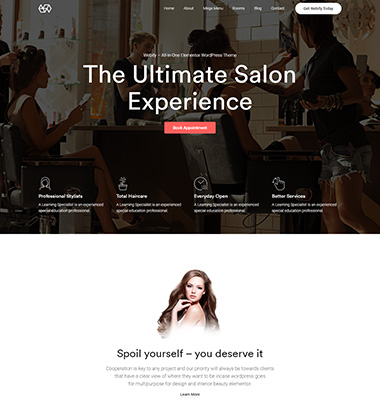 Home About Mega Menu Rooms Blog Contact Get Webify Today
Webify – All-in-One Elementor WordPress Theme
The Ultimate Salon
Experience
Book Appointment
Professional Stylists Total Haircare Everyday Open Better Services
A Learning Specialist is an experienced A Learning Specialist is an experienced A Learning Specialist is an experienced A Learning Specialist is an experienced
special education professional. special education professional. special education professional. special education professional.
Spoil yourself – you deserve it
Cooperation is key to any project and our priority will always be towards clients
that have a clear view of where they want to be incase wordpress goes
for multipurpose for design and interior beauty elementor.
Learn More